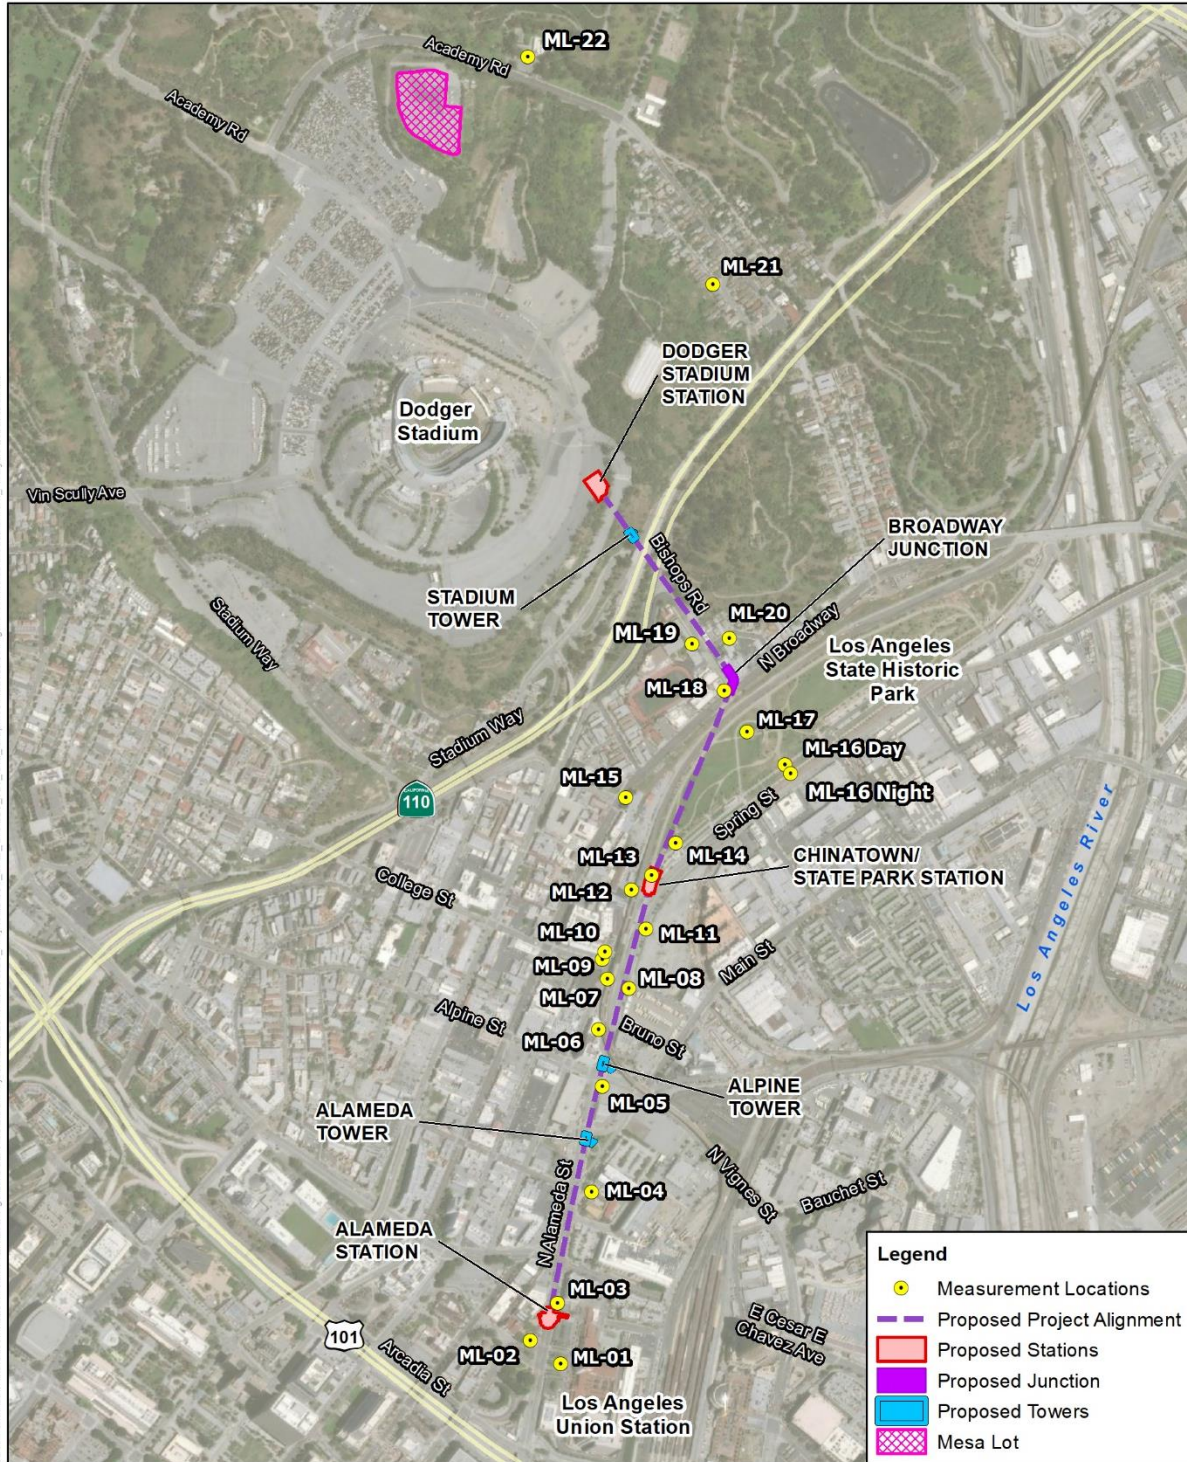 ML-22
Academy Rd
Academy Rd
ML-21
DODGER
STADIUM
STATION
Dodger
Stadium
Vin Scully Ave
BROADWAY
JUNCTION
Bishops Rd
STADIUM
TOWER
Stadium Way
ML-20
ML-19
N Broadway
Los Angeles
State Historic
Park
ML-18
ML-17
Stadium Way
ML-16 Day
ML-16 Night
ML-15
CALIFORNIA
110
Spring St
ML-14
ML-13
CHINATOWN/
STATE PARK STATION
ML-12
College St
Los Angeles River
ML-11
ML-10
ML-09
Main St
ML-08
ML-07
Alpine St
Bruno St
ML-06
ALPINE
TOWER
ML-05
ALAMEDA
TOWER
N Vignes St
Bauchet St
ML-04
N Alameda St
ALAMEDA
STATION
ML-03
E Cesar E
Chavez Ave
101
Arcadia St
ML-02
ML-01
Los Angeles
Union Station
Legend
Measurement Locations
Proposed Project Alignment
Proposed Stations
Proposed Junction
Proposed Towers
Mesa Lot